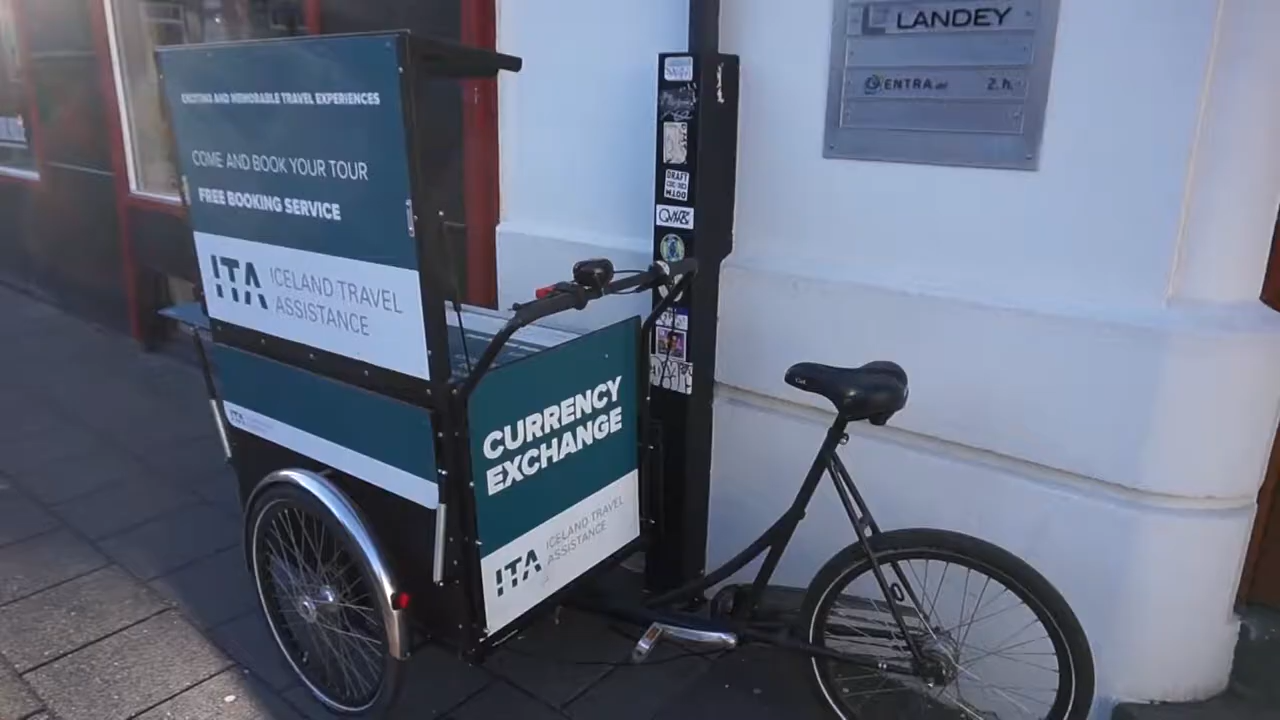 EXCITING AND MEMORABLE TRAVEL EXPERIENCES
COME AND BOOK YOUR TOUR
FREE BOOKING SERVICE
ITA ICELAND TRAVEL
ASSISTANCE
ITA
CURRENCY
EXCHANGE
ITA ICELAND TRAVEL
ASSISTANCE
LANDEY
ENTRA 2. h.
DRAFT